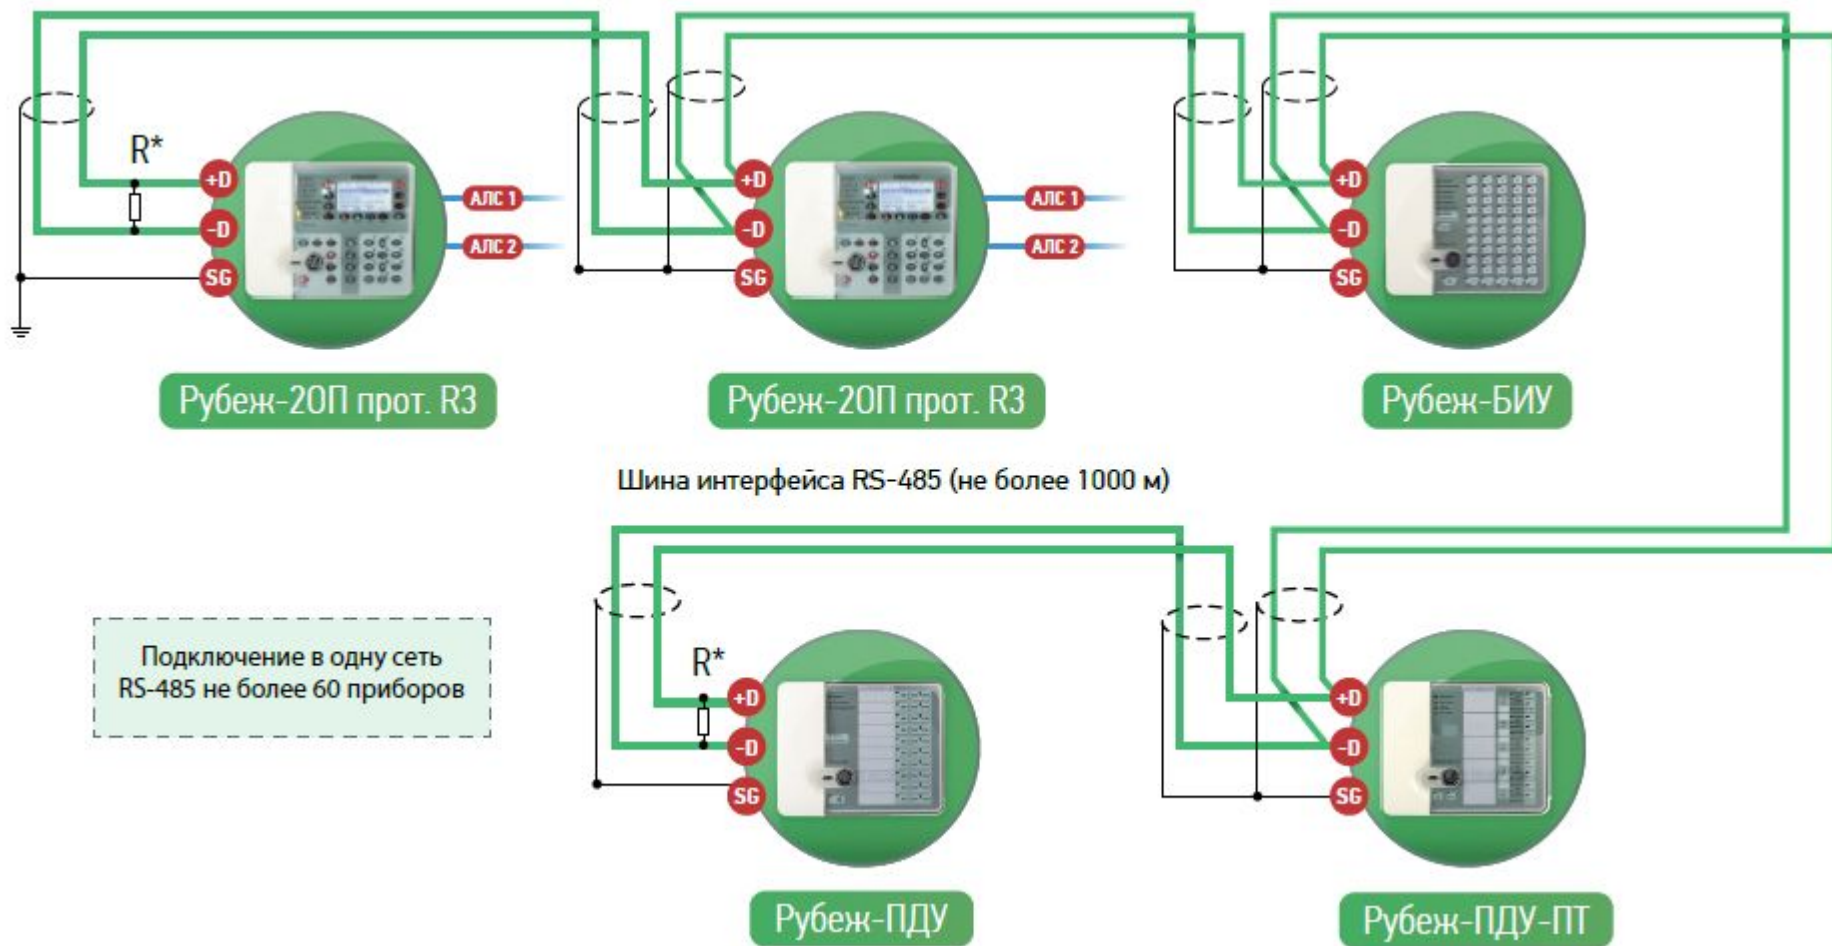 R*
+D
-D
SG
АЛС 1
АЛС 2
+D
-D
SG
АЛС 1
АЛС 2
+D
-D
SG
Рубеж-2ОП прот. R3
Рубеж-2ОП прот. R3
Рубеж-БИУ
Шина интерфейса RS-485 (не более 1000 м)
Подключение в одну сеть
RS-485 не более 60 приборов
R*
+D
-D
SG
+D
-D
SG
Рубеж-ПДУ
Рубеж-ПДУ-ПТ